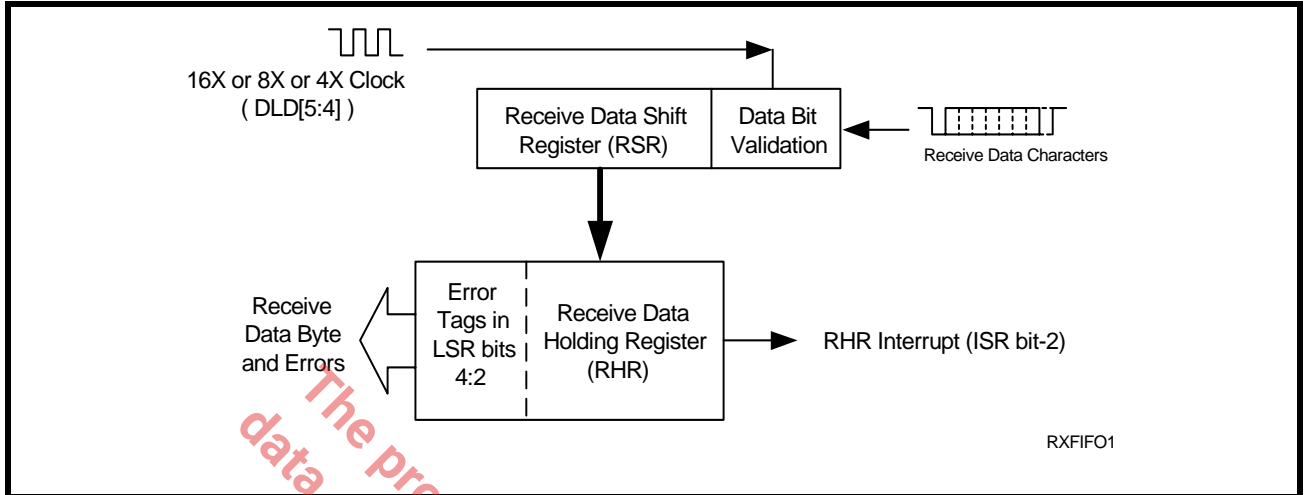 16X or 8X or 4X Clock
( DLD[5:4] )
Receive Data Shift
Register (RSR)
Data Bit
Validation
Receive Data Characters
Receive
Data Byte
and Errors
Error
Tags in
LSR bits
4:2
Receive Data
Holding Register
(RHR)
RHR Interrupt (ISR bit-2)
The pro
data
RXFIFO1